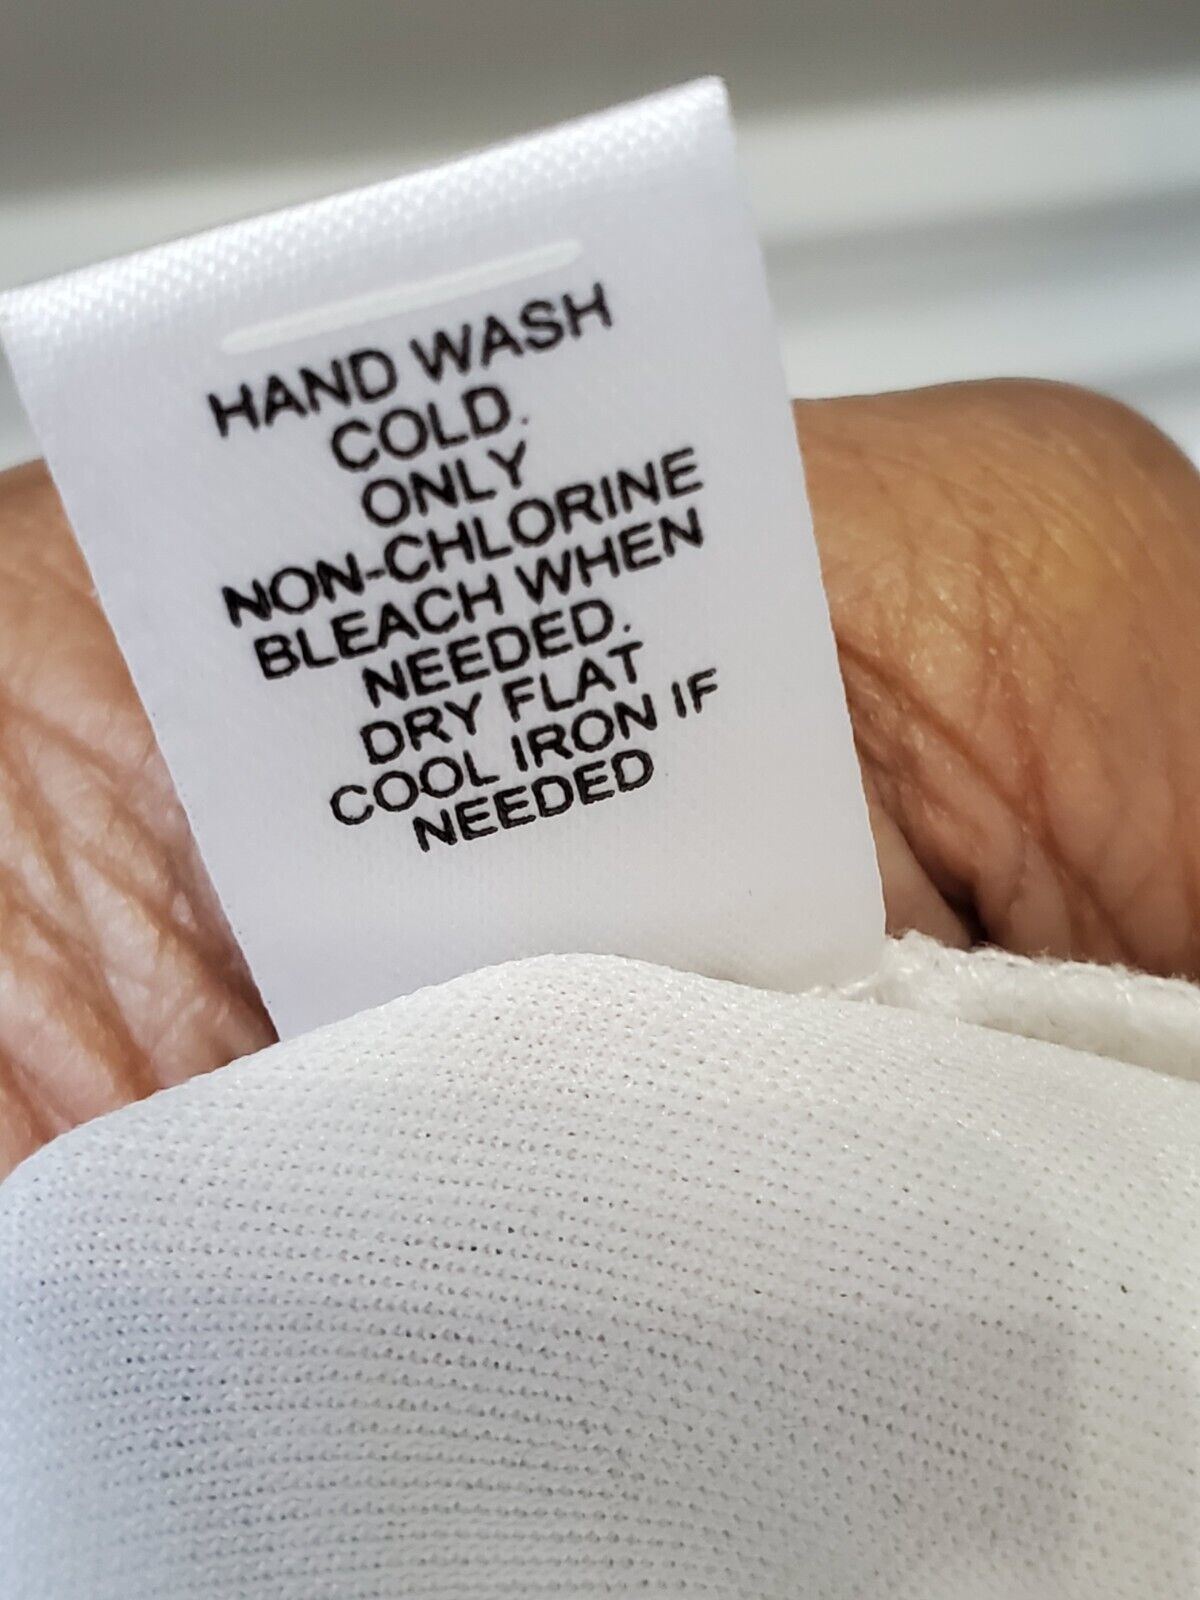 HAND WASH
COLD.
ONLY
NON-CHLORINE
BLEACH WHEN
NEEDED.
DRY FLAT
COOL IRON IF
NEEDED